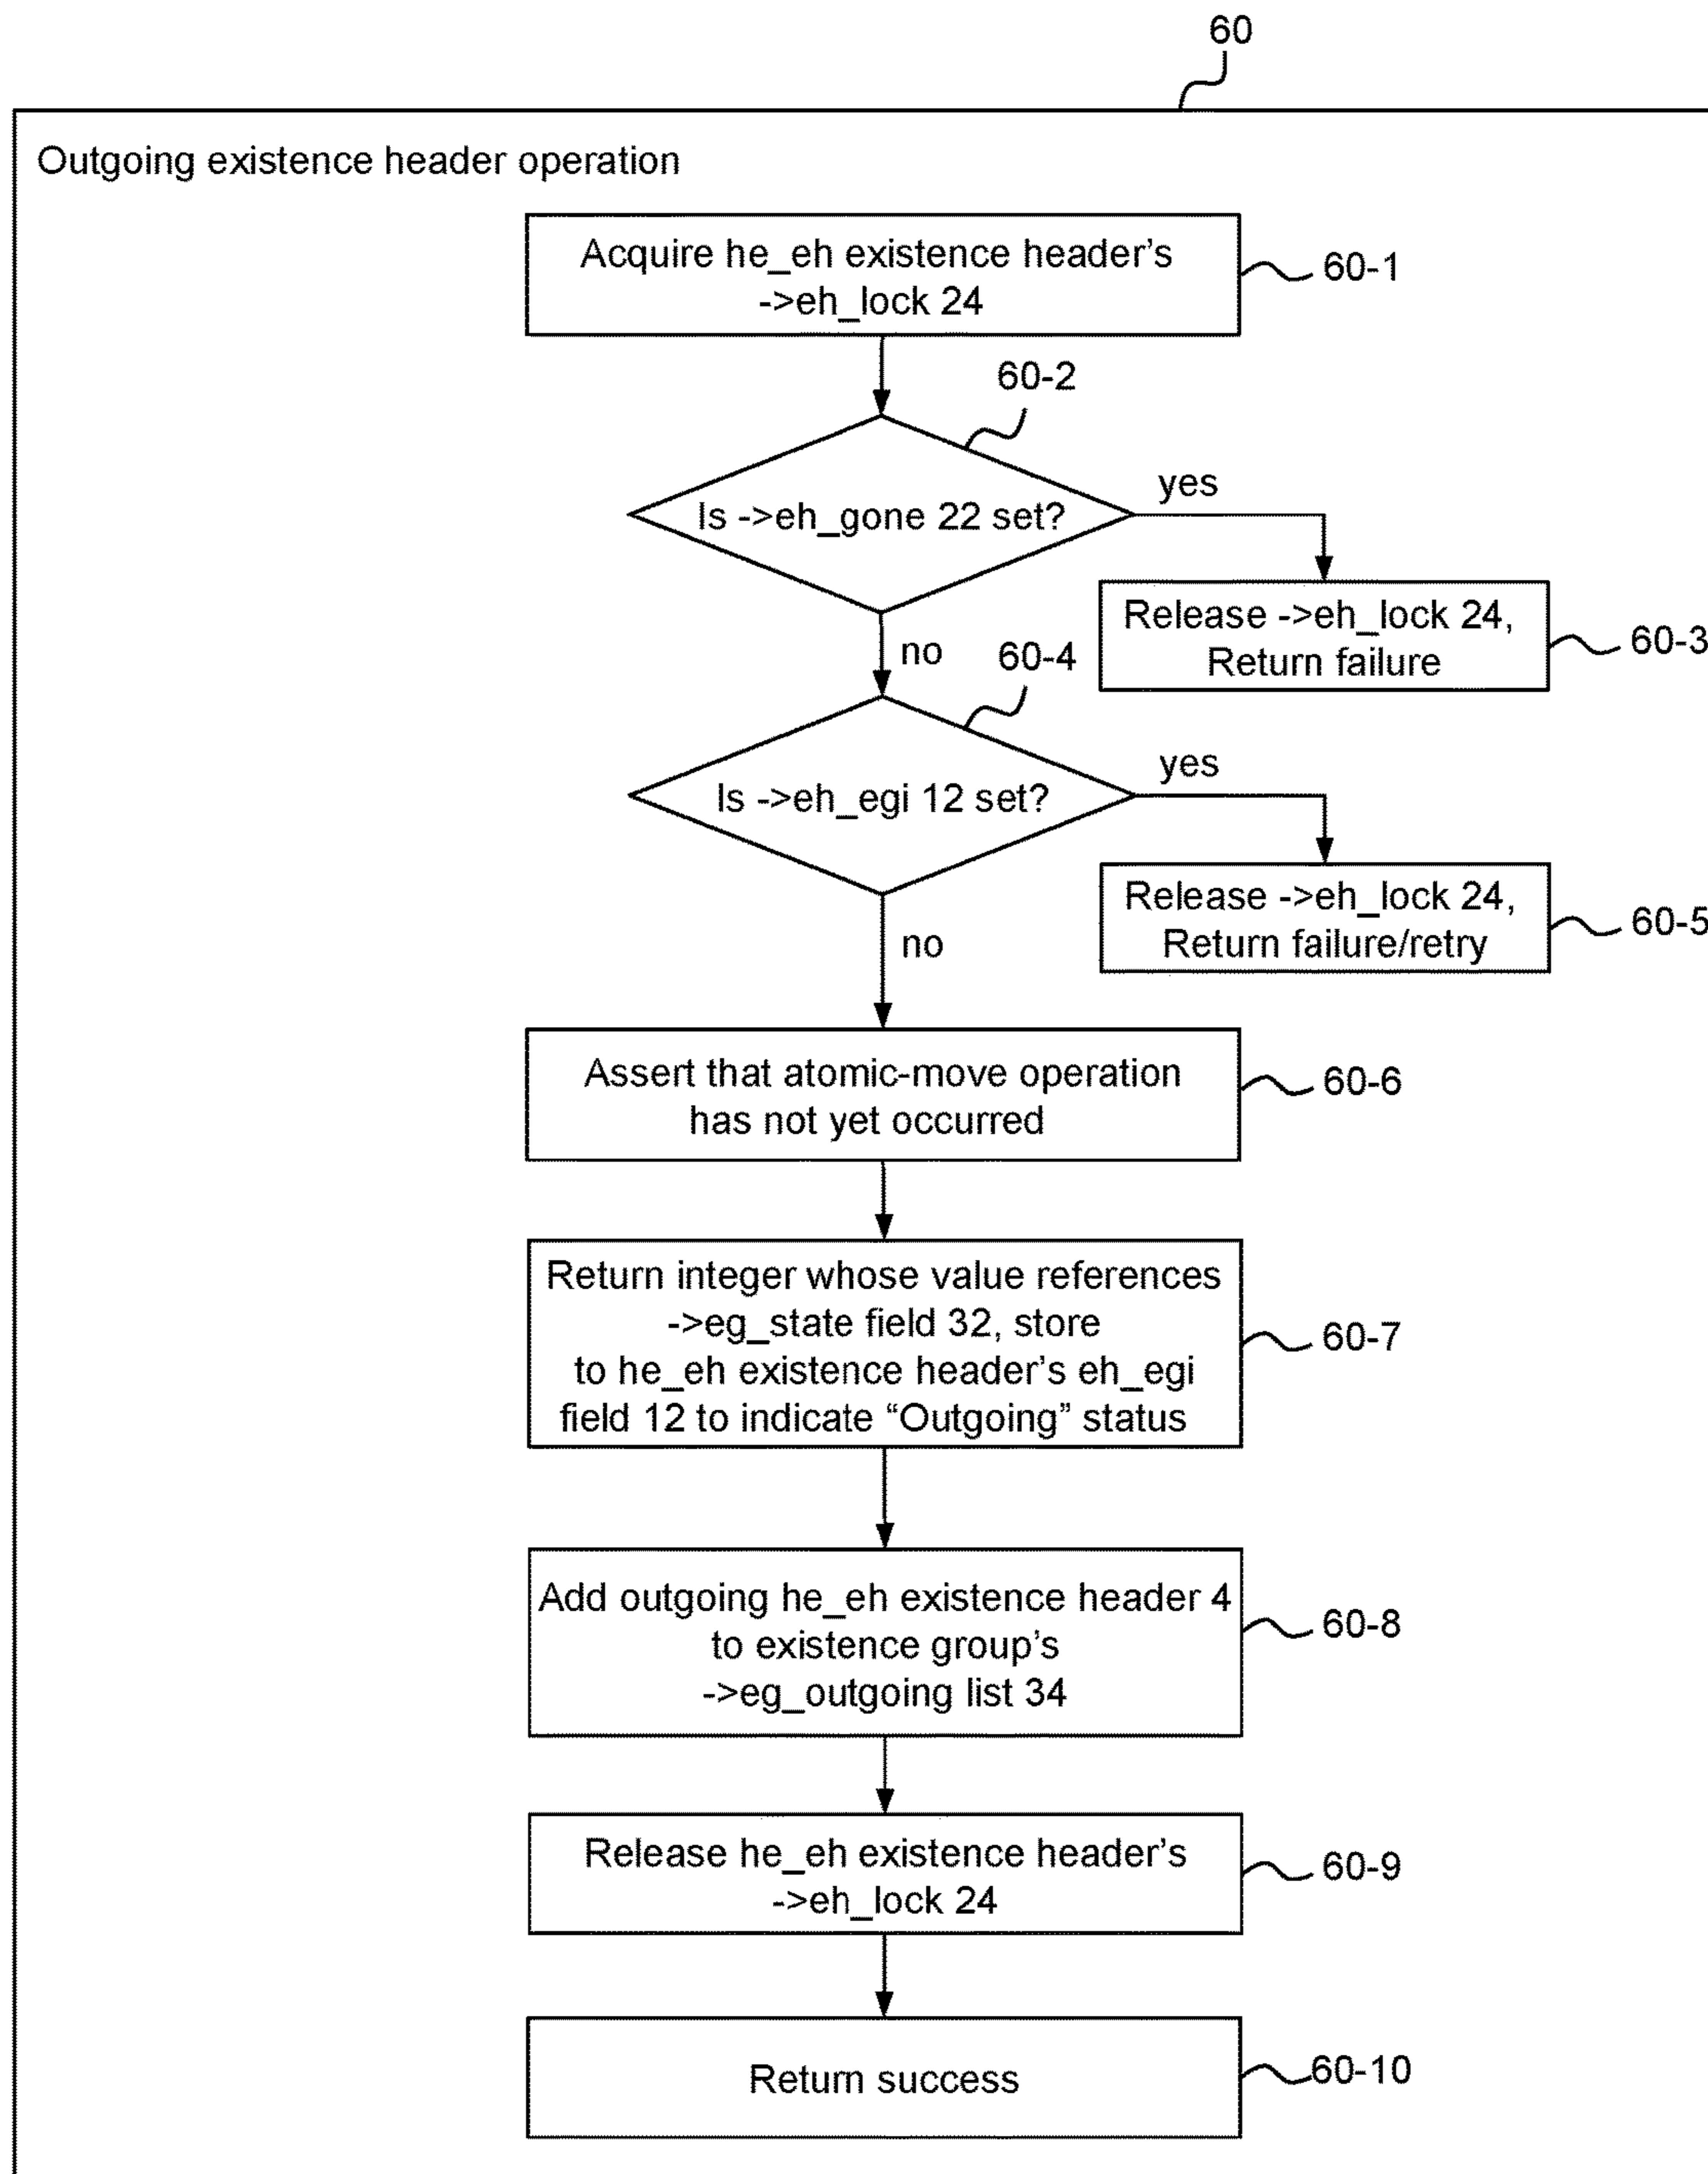 60
Outgoing existence header operation
Acquire he_eh existence header's
->eh_lock 24
60-1
60-2
Is ->eh_gone 22 set?
yes
Release ->eh_lock 24,
Return failure
60-3
no
60-4
Is ->eh_egi 12 set?
yes
Release ->eh_lock 24,
Return failure/retry
60-5
no
Assert that atomic-move operation
has not yet occurred
60-6
Return integer whose value references
->eg_state field 32, store
to he_eh existence header's eh_egi
field 12 to indicate “Outgoing” status
60-7
Add outgoing he_eh existence header 4
to existence group's
->eg_outgoing list 34
60-8
Release he_eh existence header's
->eh_lock 24
60-9
Return success
60-10